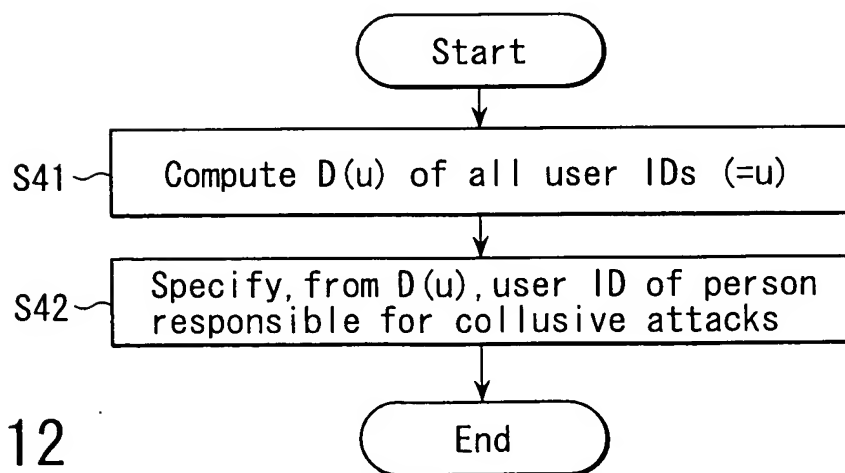 Start
S41
Compute D(u) of all user IDs (=u)
S42
Specify, from D(u), user ID of person
responsible for collusive attacks
End
12